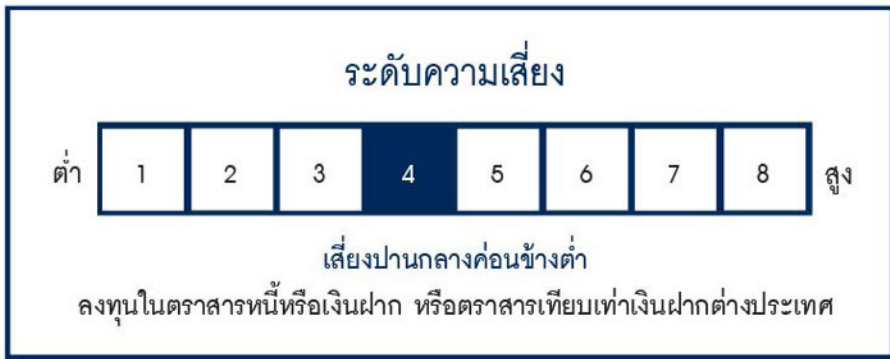 ระดับความเสี่ยง
ต่ำ 1 2 3 4 5 6 7 8 สูง
เสี่ยงปานกลางค่อนข้างต่ำ
ลงทุนในตราสารหนี้หรือเงินฝาก หรือตราสารเทียบเท่าเงินฝากต่างประเทศ